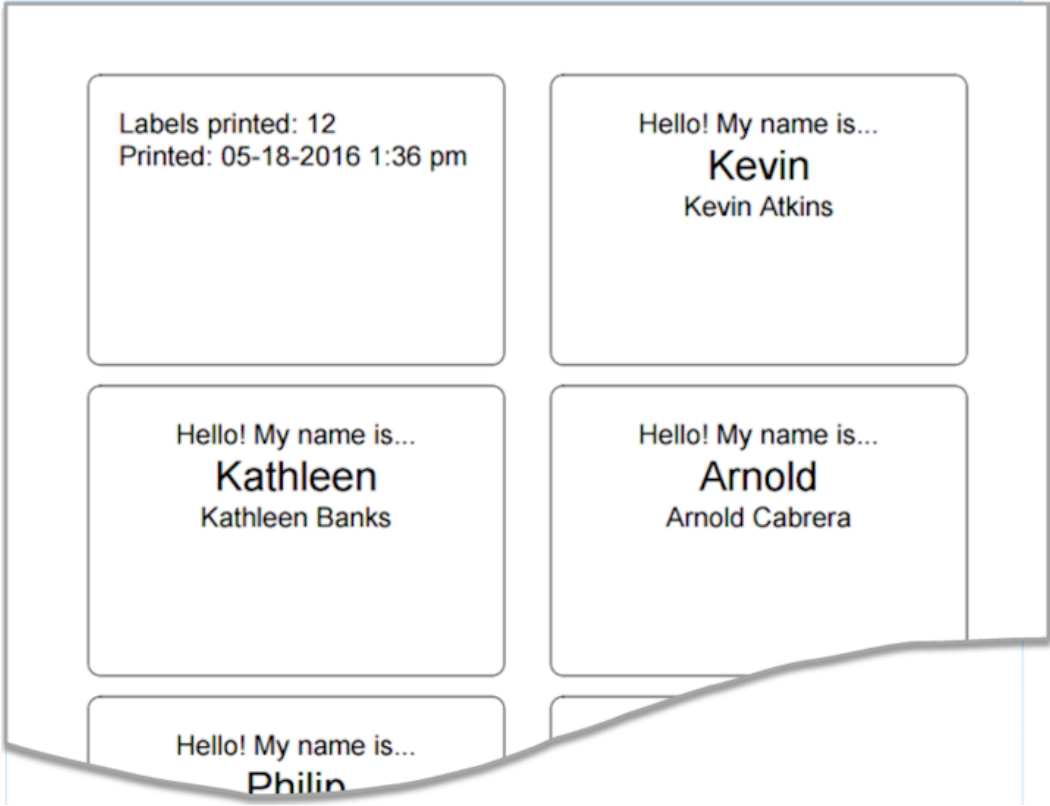 Labels printed: 12
Printed: 05-18-2016 1:36 pm
Hello! My name is...
Kevin
Kevin Atkins
Hello! My name is...
Kathleen
Kathleen Banks
Hello! My name is...
Arnold
Arnold Cabrera
Hello! My name is...
Philip